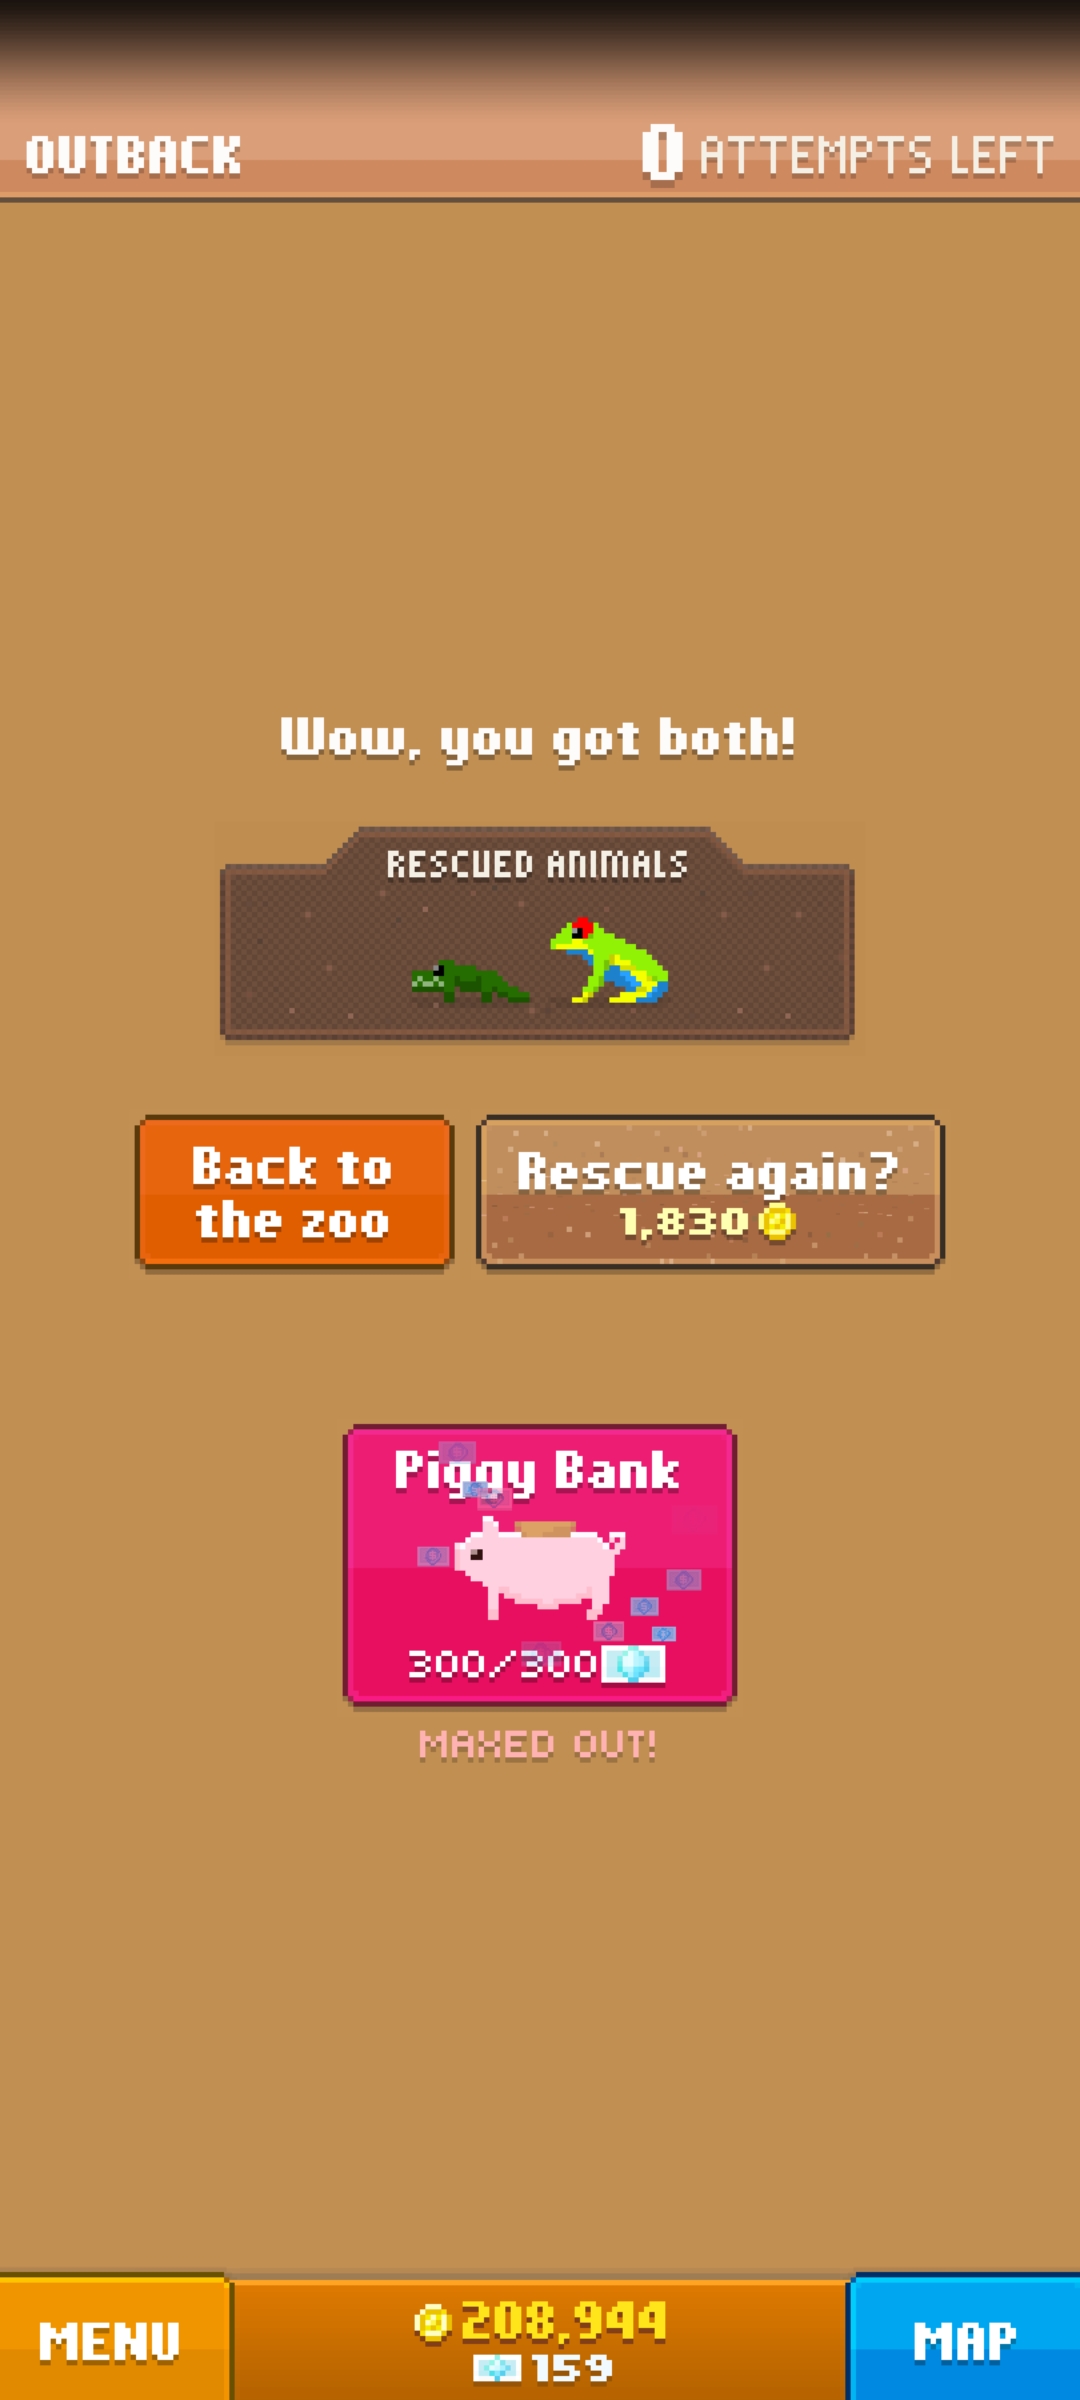 OUTBACK
0 ATTEMPTS LEFT
Wow, you got both!
RESCUED ANIMALS
Back to
the zoo
Rescue again?
1,830
Piggy Bank
300/300
MAXED OUT!
MENU
208,944
159
MAP